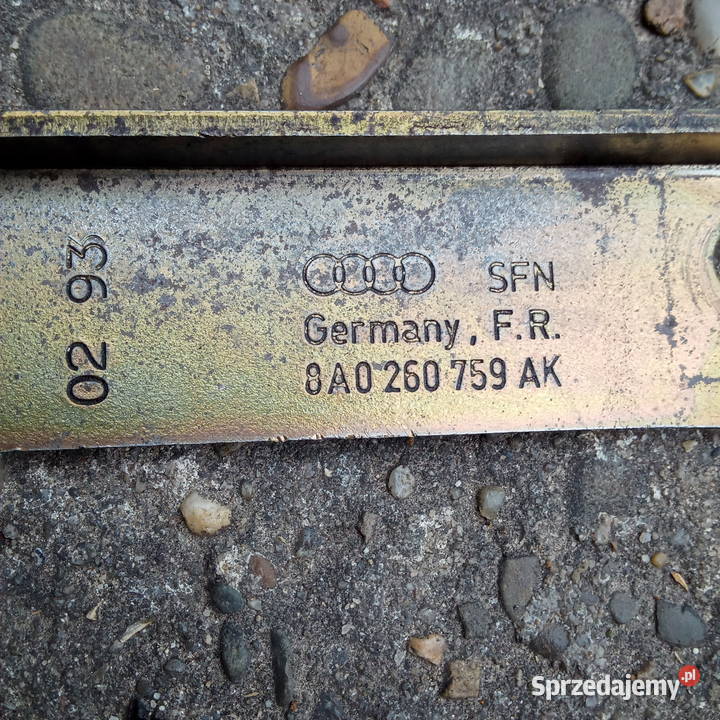 02 93
SFN
Germany, F.R.
8A0 260 759 AK
Sprzedajemy.pl